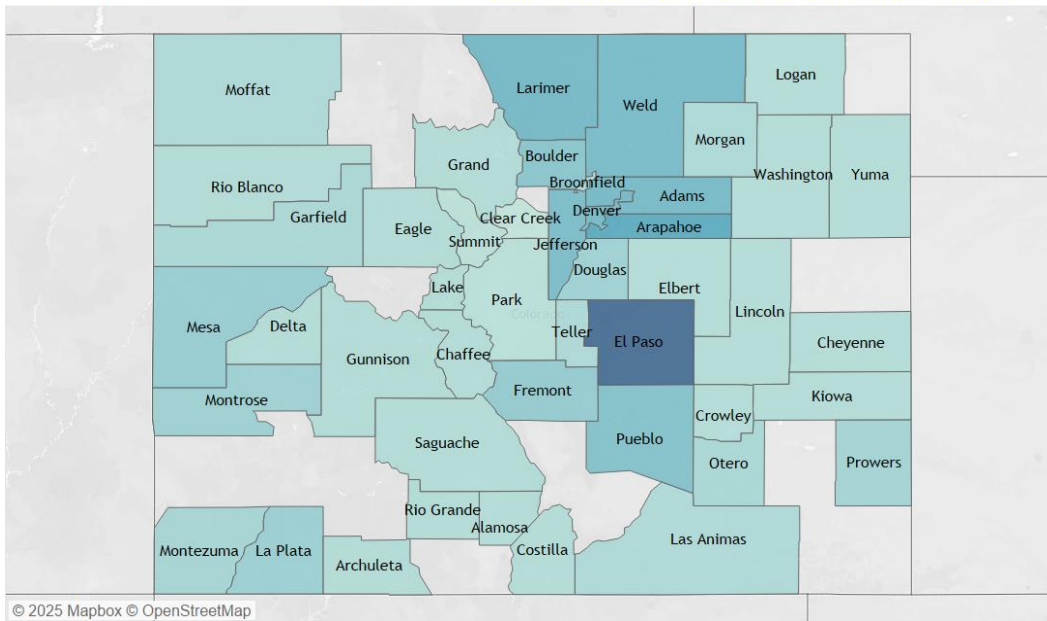 Moffat
Larimer
Weld
Logan
Morgan
Boulder
Grand
Washington
Yuma
Rio Blanco
Broomfield
Adams
Garfield
Clear Creek
Denver
Eagle
Arapahoe
Summit
Jefferson
Douglas
Lake
Elbert
Park
Lincoln
Colorado
Mesa
Delta
Teller
El Paso
Cheyenne
Gunnison
Chaffee
Fremont
Montrose
Kiowa
Crowley
Saguache
Pueblo
Otero
Prowers
Rio Grande
Alamosa
Las Animas
Montezuma
La Plata
Costilla
Archuleta
© 2025 Mapbox © OpenStreetMap